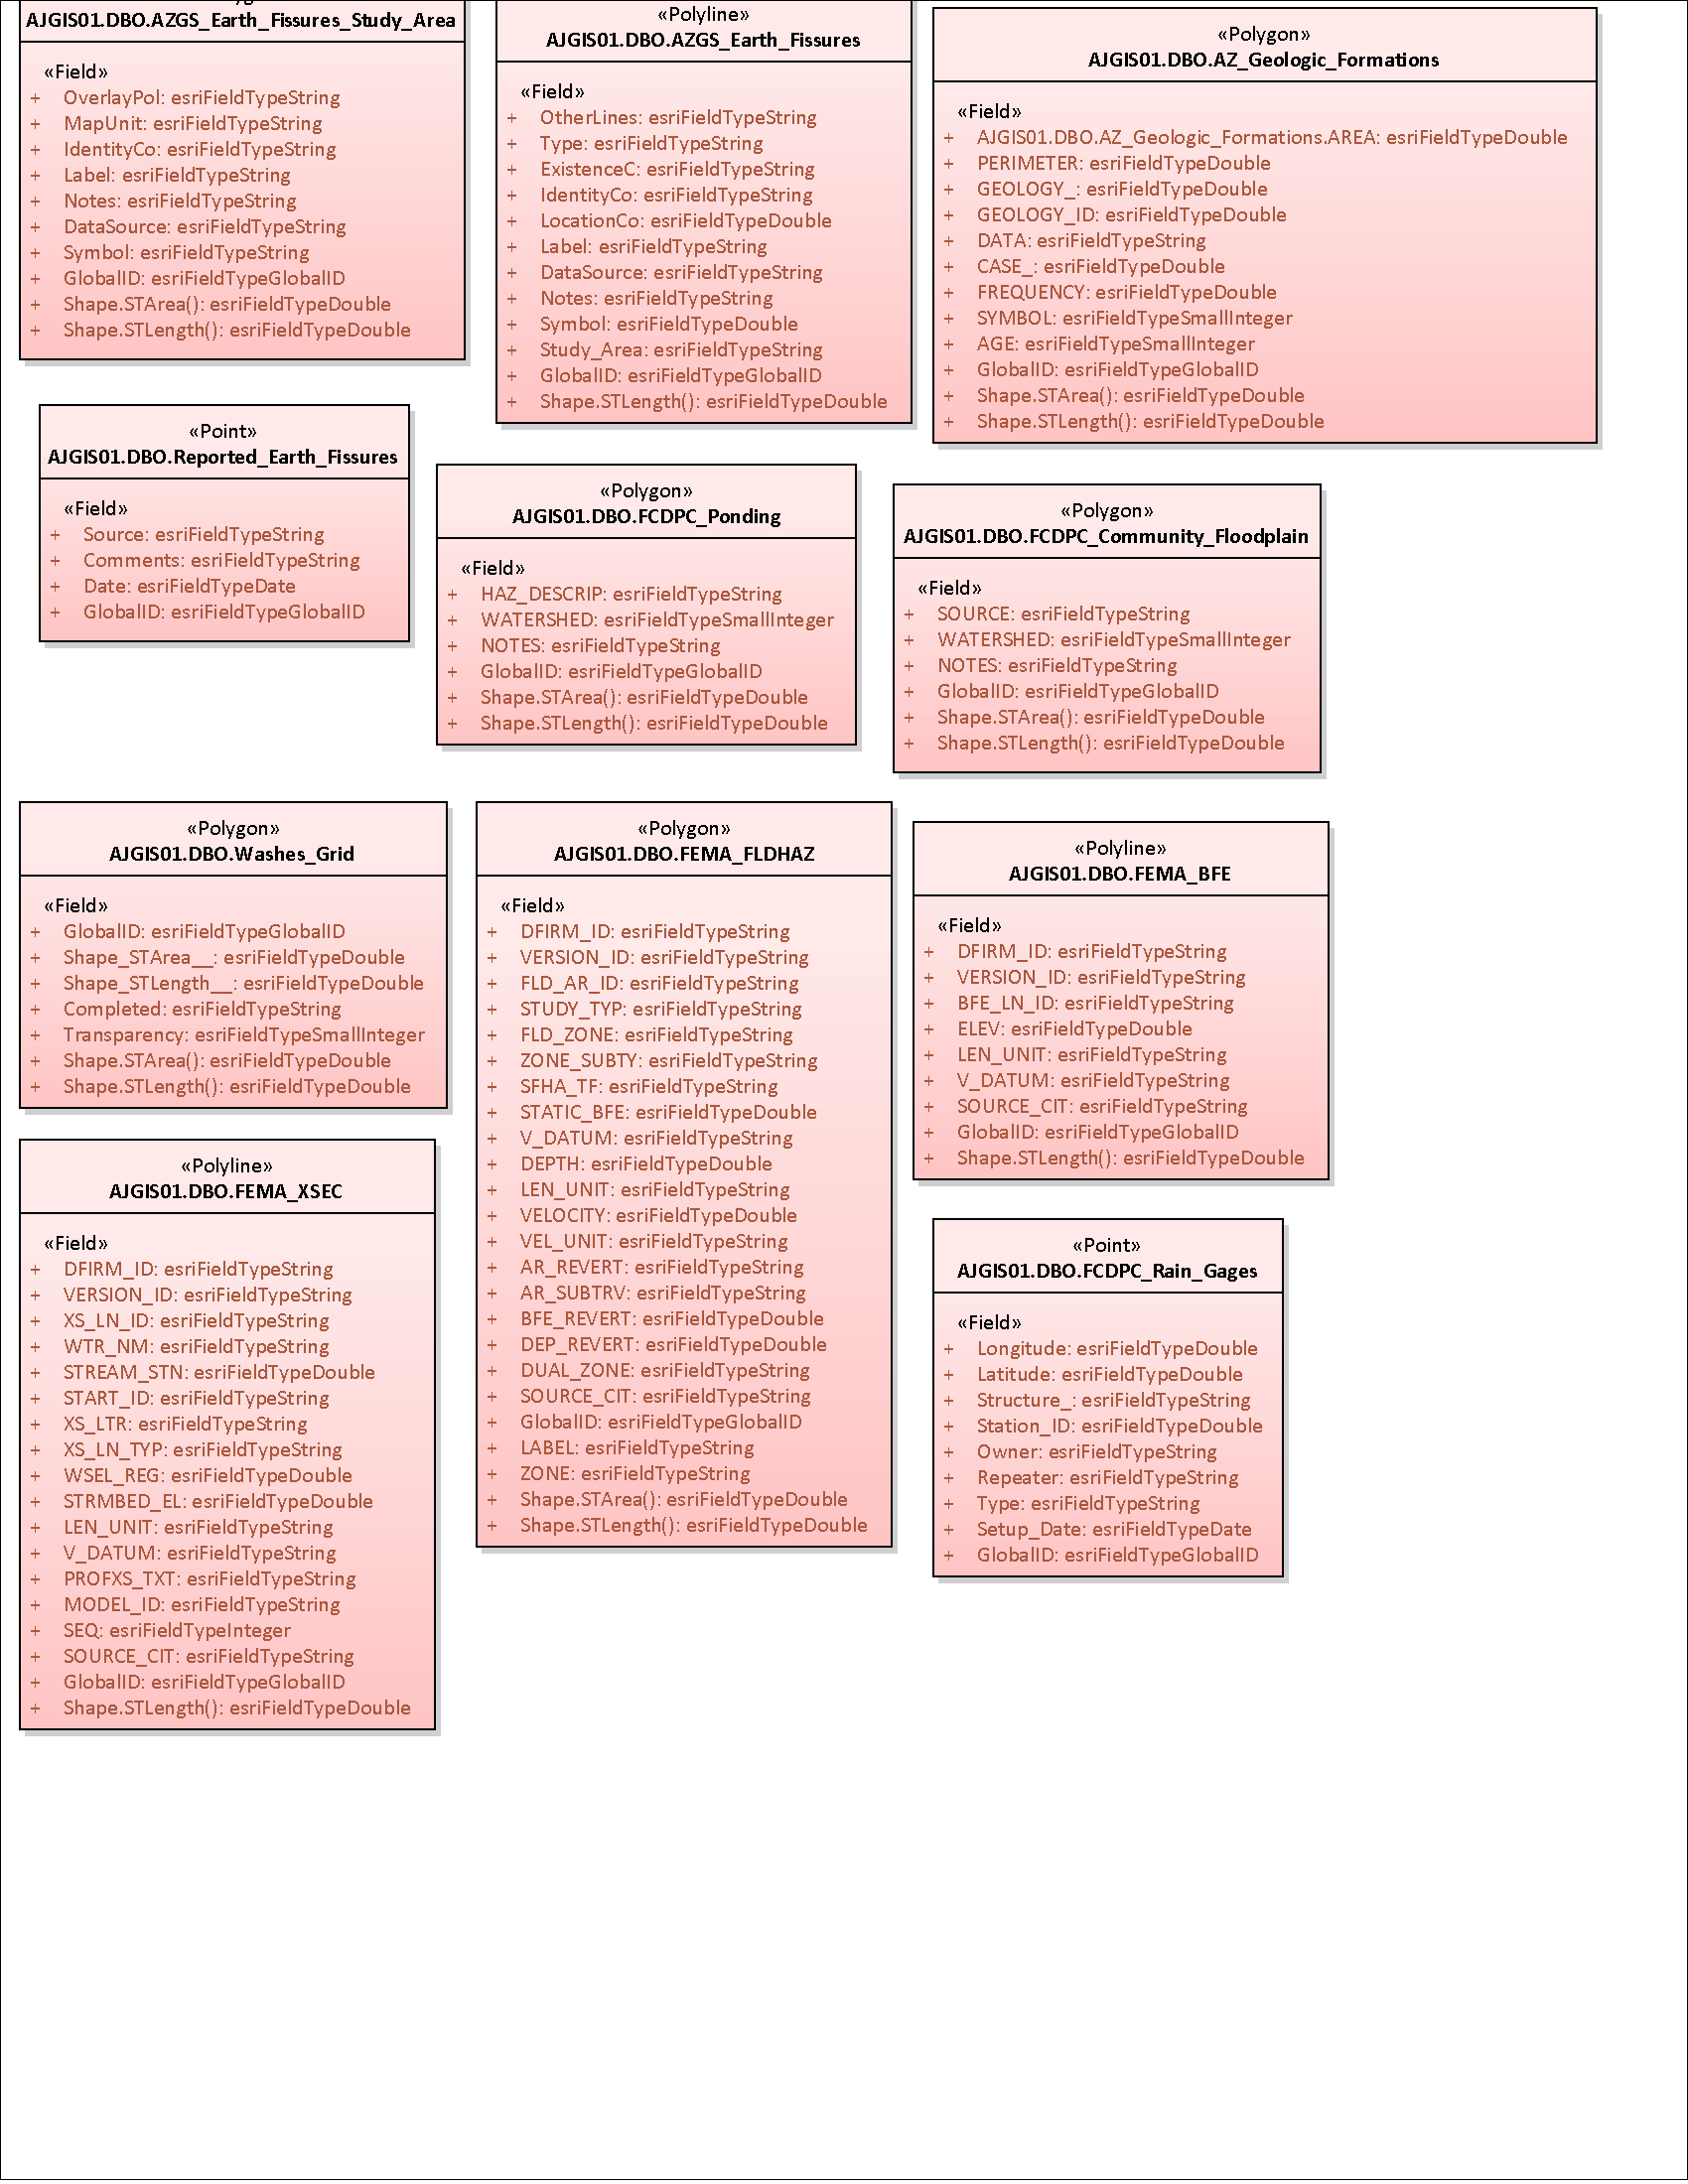 AJGIS01.DBO.AZGS_Earth_Fissures_Study_Area
«Field»
+ OverlayPol: esriFieldTypeString
+ MapUnit: esriFieldTypeString
+ IdentityCo: esriFieldTypeString
+ Label: esriFieldTypeString
+ Notes: esriFieldTypeString
+ DataSource: esriFieldTypeString
+ Symbol: esriFieldTypeString
+ GlobalID: esriFieldTypeGlobalID
+ Shape.STArea(): esriFieldTypeDouble
+ Shape.STLength(): esriFieldTypeDouble
«Polyline»
AJGIS01.DBO.AZGS_Earth_Fissures
«Field»
+ OtherLines: esriFieldTypeString
+ Type: esriFieldTypeString
+ ExistenceC: esriFieldTypeString
+ IdentityCo: esriFieldTypeString
+ LocationCo: esriFieldTypeDouble
+ Label: esriFieldTypeString
+ DataSource: esriFieldTypeString
+ Notes: esriFieldTypeString
+ Symbol: esriFieldTypeDouble
+ Study_Area: esriFieldTypeString
+ GlobalID: esriFieldTypeGlobalID
+ Shape.STLength(): esriFieldTypeDouble
«Polygon»
AJGIS01.DBO.AZ_Geologic_Formations
«Field»
+ AJGIS01.DBO.AZ_Geologic_Formations.AREA: esriFieldTypeDouble
+ PERIMETER: esriFieldTypeDouble
+ GEOLOGY_: esriFieldTypeDouble
+ GEOLOGY_ID: esriFieldTypeDouble
+ DATA: esriFieldTypeString
+ CASE_: esriFieldTypeDouble
+ FREQUENCY: esriFieldTypeDouble
+ SYMBOL: esriFieldTypeSmallInteger
+ AGE: esriFieldTypeSmallInteger
+ GlobalID: esriFieldTypeGlobalID
+ Shape.STArea(): esriFieldTypeDouble
+ Shape.STLength(): esriFieldTypeDouble
«Point»
AJGIS01.DBO.Reported_Earth_Fissures
«Field»
+ Source: esriFieldTypeString
+ Comments: esriFieldTypeString
+ Date: esriFieldTypeDate
+ GlobalID: esriFieldTypeGlobalID
«Polygon»
AJGIS01.DBO.FCDPC_Ponding
«Field»
+ HAZ_DESCRIP: esriFieldTypeString
+ WATERSHED: esriFieldTypeSmallInteger
+ NOTES: esriFieldTypeString
+ GlobalID: esriFieldTypeGlobalID
+ Shape.STArea(): esriFieldTypeDouble
+ Shape.STLength(): esriFieldTypeDouble
«Polygon»
AJGIS01.DBO.FCDPC_Community_Floodplain
«Field»
+ SOURCE: esriFieldTypeString
+ WATERSHED: esriFieldTypeSmallInteger
+ NOTES: esriFieldTypeString
+ GlobalID: esriFieldTypeGlobalID
+ Shape.STArea(): esriFieldTypeDouble
+ Shape.STLength(): esriFieldTypeDouble
«Polygon»
AJGIS01.DBO.Washes_Grid
«Field»
+ GlobalID: esriFieldTypeGlobalID
+ Shape_STArea__: esriFieldTypeDouble
+ Shape_STLength__: esriFieldTypeDouble
+ Completed: esriFieldTypeString
+ Transparency: esriFieldTypeSmallInteger
+ Shape.STArea(): esriFieldTypeDouble
+ Shape.STLength(): esriFieldTypeDouble
«Polygon»
AJGIS01.DBO.FEMA_FLDHAZ
«Field»
+ DFIRM_ID: esriFieldTypeString
+ VERSION_ID: esriFieldTypeString
+ FLD_AR_ID: esriFieldTypeString
+ STUDY_TYP: esriFieldTypeString
+ FLD_ZONE: esriFieldTypeString
+ ZONE_SUBTY: esriFieldTypeString
+ SFHA_TF: esriFieldTypeString
+ STATIC_BFE: esriFieldTypeDouble
+ V_DATUM: esriFieldTypeString
+ DEPTH: esriFieldTypeDouble
+ LEN_UNIT: esriFieldTypeString
+ VELOCITY: esriFieldTypeDouble
+ VEL_UNIT: esriFieldTypeString
+ AR_REVERT: esriFieldTypeString
+ AR_SUBTRV: esriFieldTypeString
+ BFE_REVERT: esriFieldTypeDouble
+ DEP_REVERT: esriFieldTypeDouble
+ DUAL_ZONE: esriFieldTypeString
+ SOURCE_CIT: esriFieldTypeString
+ GlobalID: esriFieldTypeGlobalID
+ LABEL: esriFieldTypeString
+ ZONE: esriFieldTypeString
+ Shape.STArea(): esriFieldTypeDouble
+ Shape.STLength(): esriFieldTypeDouble
«Polyline»
AJGIS01.DBO.FEMA_BFE
«Field»
+ DFIRM_ID: esriFieldTypeString
+ VERSION_ID: esriFieldTypeString
+ BFE_LN_ID: esriFieldTypeString
+ ELEV: esriFieldTypeDouble
+ LEN_UNIT: esriFieldTypeString
+ V_DATUM: esriFieldTypeString
+ SOURCE_CIT: esriFieldTypeString
+ GlobalID: esriFieldTypeGlobalID
+ Shape.STLength(): esriFieldTypeDouble
«Polyline»
AJGIS01.DBO.FEMA_XSEC
«Field»
+ DFIRM_ID: esriFieldTypeString
+ VERSION_ID: esriFieldTypeString
+ XS_LN_ID: esriFieldTypeString
+ WTR_NM: esriFieldTypeString
+ STREAM_STN: esriFieldTypeDouble
+ START_ID: esriFieldTypeString
+ XS_LTR: esriFieldTypeString
+ XS_LN_TYP: esriFieldTypeString
+ WSEL_REG: esriFieldTypeDouble
+ STRMBED_EL: esriFieldTypeDouble
+ LEN_UNIT: esriFieldTypeString
+ V_DATUM: esriFieldTypeString
+ PROFXS_TXT: esriFieldTypeString
+ MODEL_ID: esriFieldTypeString
+ SEQ: esriFieldTypeInteger
+ SOURCE_CIT: esriFieldTypeString
+ GlobalID: esriFieldTypeGlobalID
+ Shape.STLength(): esriFieldTypeDouble
«Point»
AJGIS01.DBO.FCDPC_Rain_Gages
«Field»
+ Longitude: esriFieldTypeDouble
+ Latitude: esriFieldTypeDouble
+ Structure_: esriFieldTypeString
+ Station_ID: esriFieldTypeDouble
+ Owner: esriFieldTypeString
+ Repeater: esriFieldTypeString
+ Type: esriFieldTypeString
+ Setup_Date: esriFieldTypeDate
+ GlobalID: esriFieldTypeGlobalID